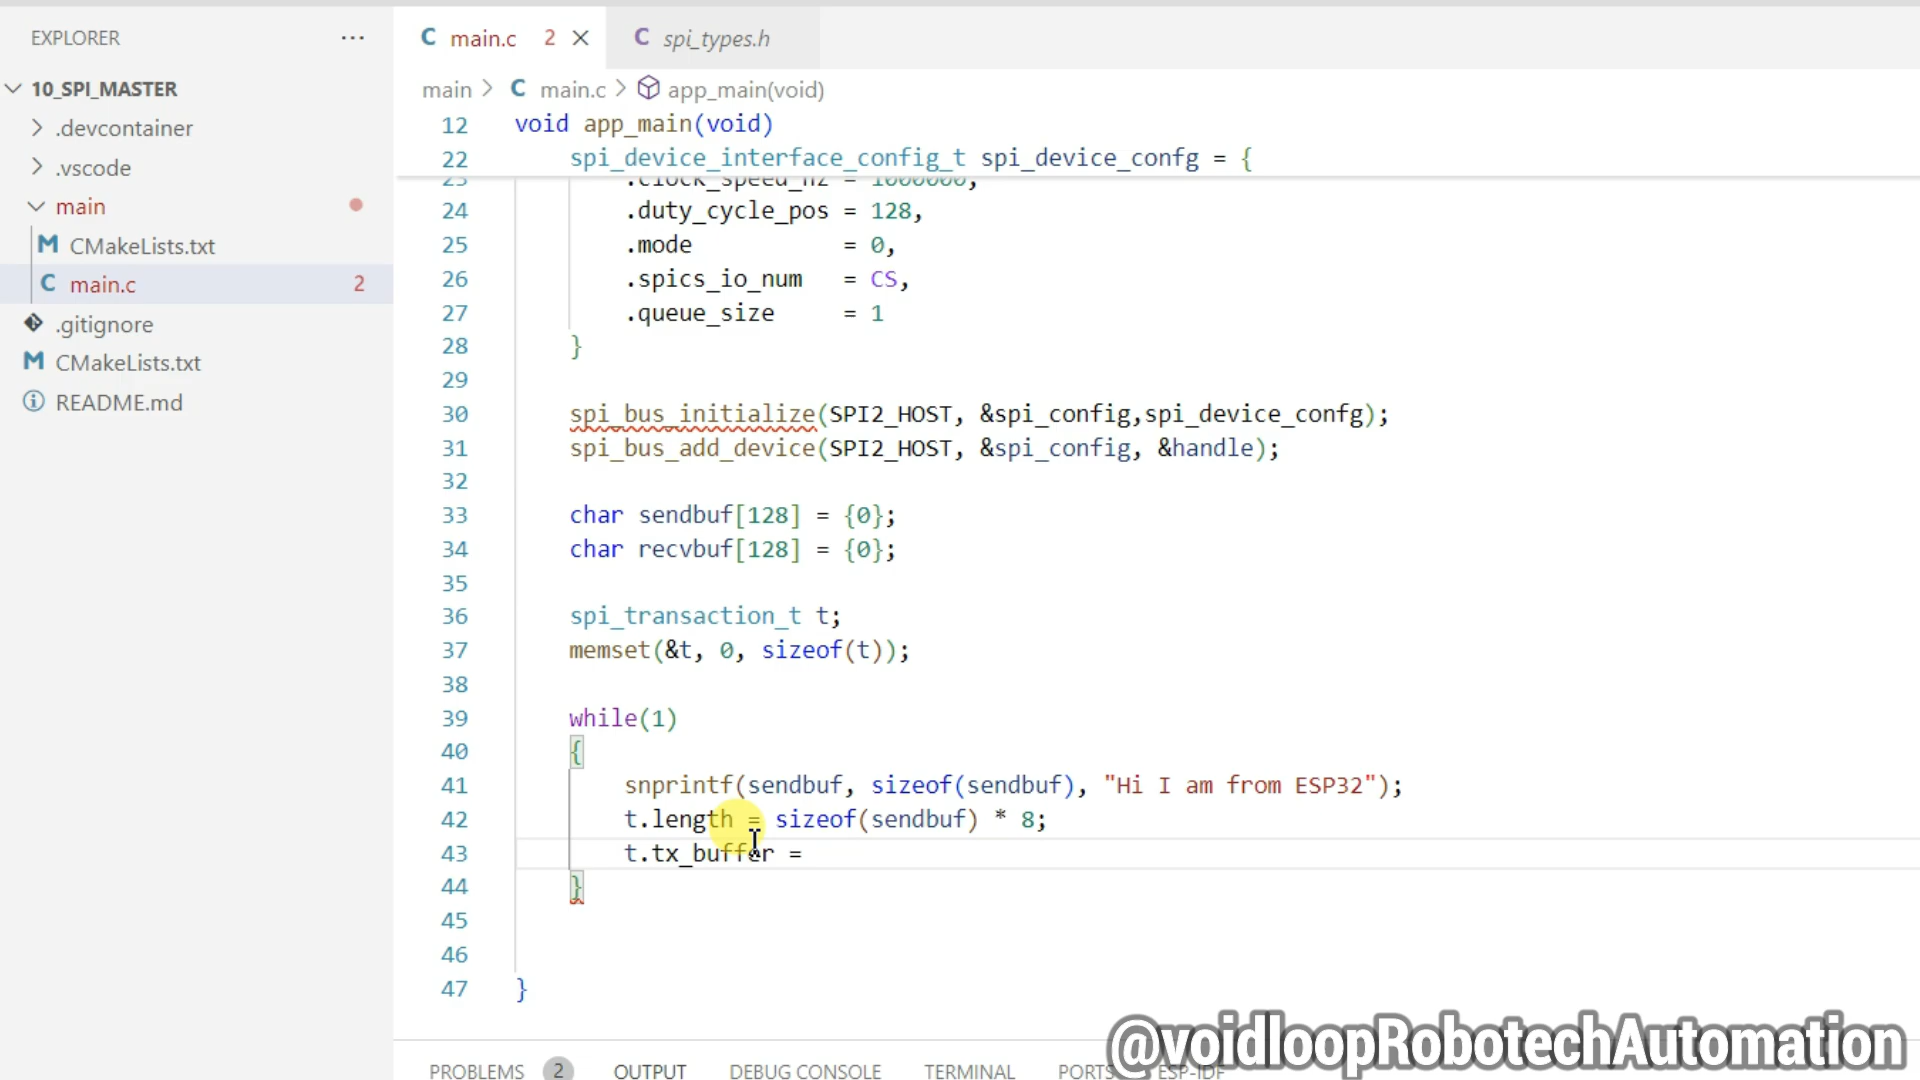 EXPLORER ...
10_SPI_MASTER
.devcontainer
.vscode
main
M CMakeLists.txt
C main.c 2
.gitignore
M CMakeLists.txt
README.md
C main.c 2
C spi_types.h
main > C main.c > app_main(void)
12 void app_main(void)
22 spi_device_interface_config_t spi_device_confg = {
23 .clock_speed_hz = 1000000,
24 .duty_cycle_pos = 128,
25 .mode = 0,
26 .spics_io_num = CS,
27 .queue_size = 1
28 }
29
30 spi_bus_initialize(SPI2_HOST, &spi_config,spi_device_confg);
31 spi_bus_add_device(SPI2_HOST, &spi_config, &handle);
32
33 char sendbuf[128] = {0};
34 char recvbuf[128] = {0};
35
36 spi_transaction_t t;
37 memset(&t, 0, sizeof(t));
38
39 while(1)
40 {
41 snprintf(sendbuf, sizeof(sendbuf), "Hi I am from ESP32");
42 t.length = sizeof(sendbuf) * 8;
43 t.tx_buffer =
44 }
45
46
47 }
PROBLEMS 2 OUTPUT DEBUG CONSOLE TERMINAL PORTS ESP-IDF
@voidloopRobotechAutomation